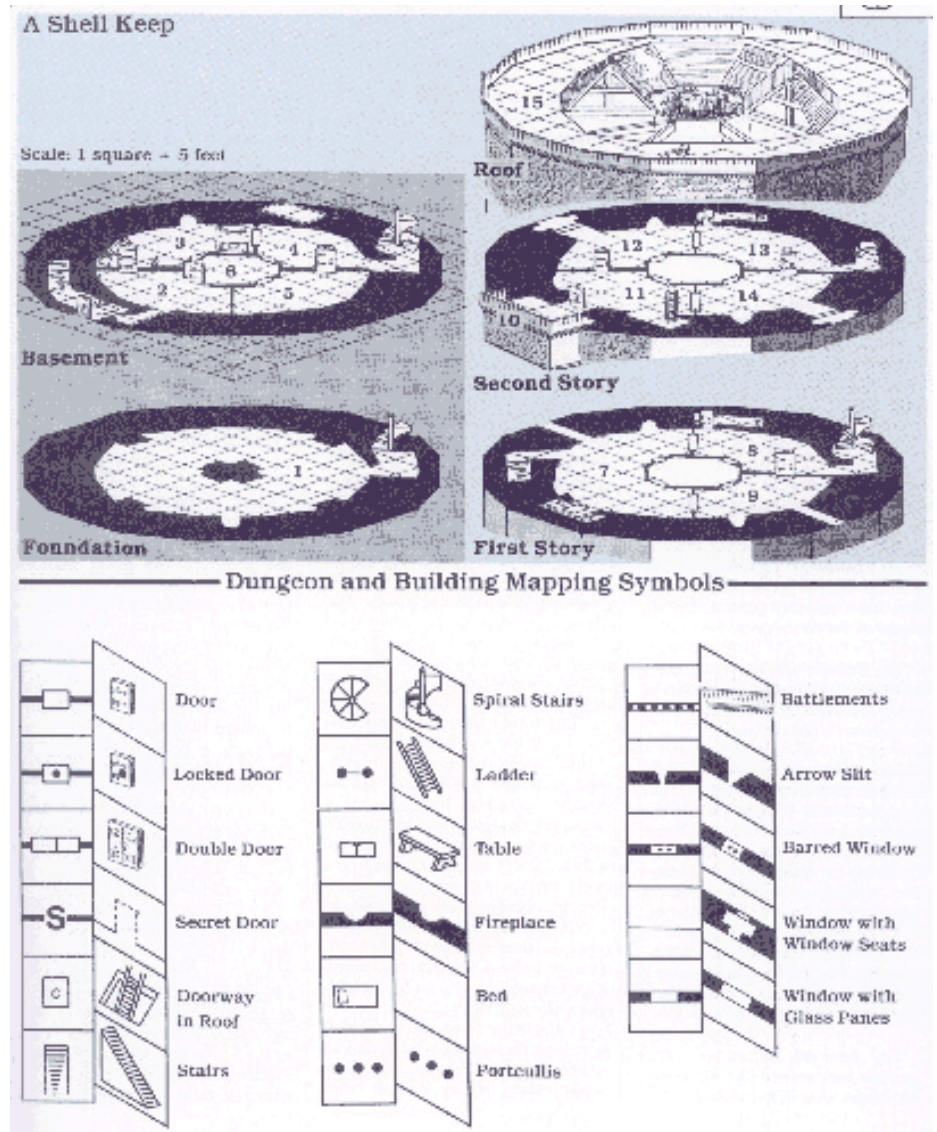 A Shell Keep
Scale: 1 square = 5 feet
15
Roof
3
4
6
2
5
Basement
12
13
11
14
10
Second Story
1
Foundation
8
7
9
First Story
Dungeon and Building Mapping Symbols
Door
Locked Door
Double Door
S
Secret Door
C
Doorway
in Roof
Stairs
Spiral Stairs
Ladder
Table
Fireplace
Bed
Portcullis
Battlements
Arrow Slit
Barred Window
Window with
Window Seats
Window with
Glass Panes